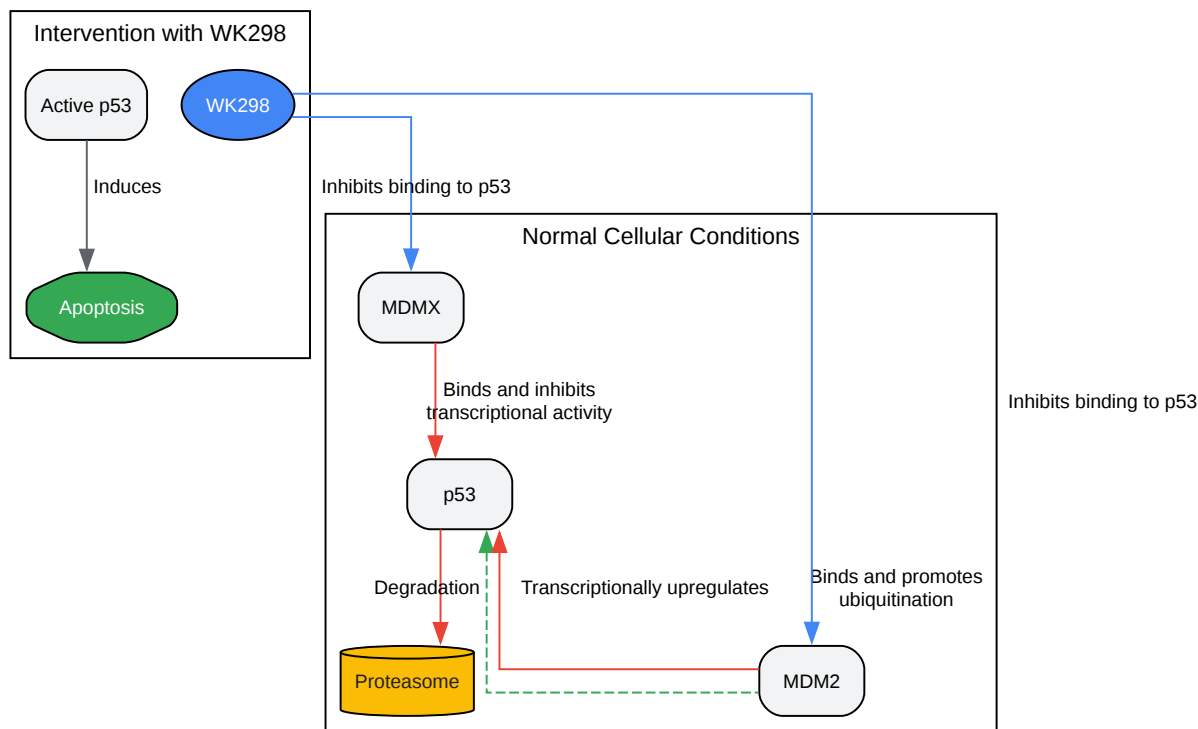 Intervention with WK298
Active p53
WK298
Induces
Inhibits binding to p53
Normal Cellular Conditions
Apoptosis
MDMX
Binds and inhibits
transcriptional activity
Inhibits binding to p53
p53
Degradation
Transcriptionally upregulates
Binds and promotes
ubiquitination
Proteasome
MDM2